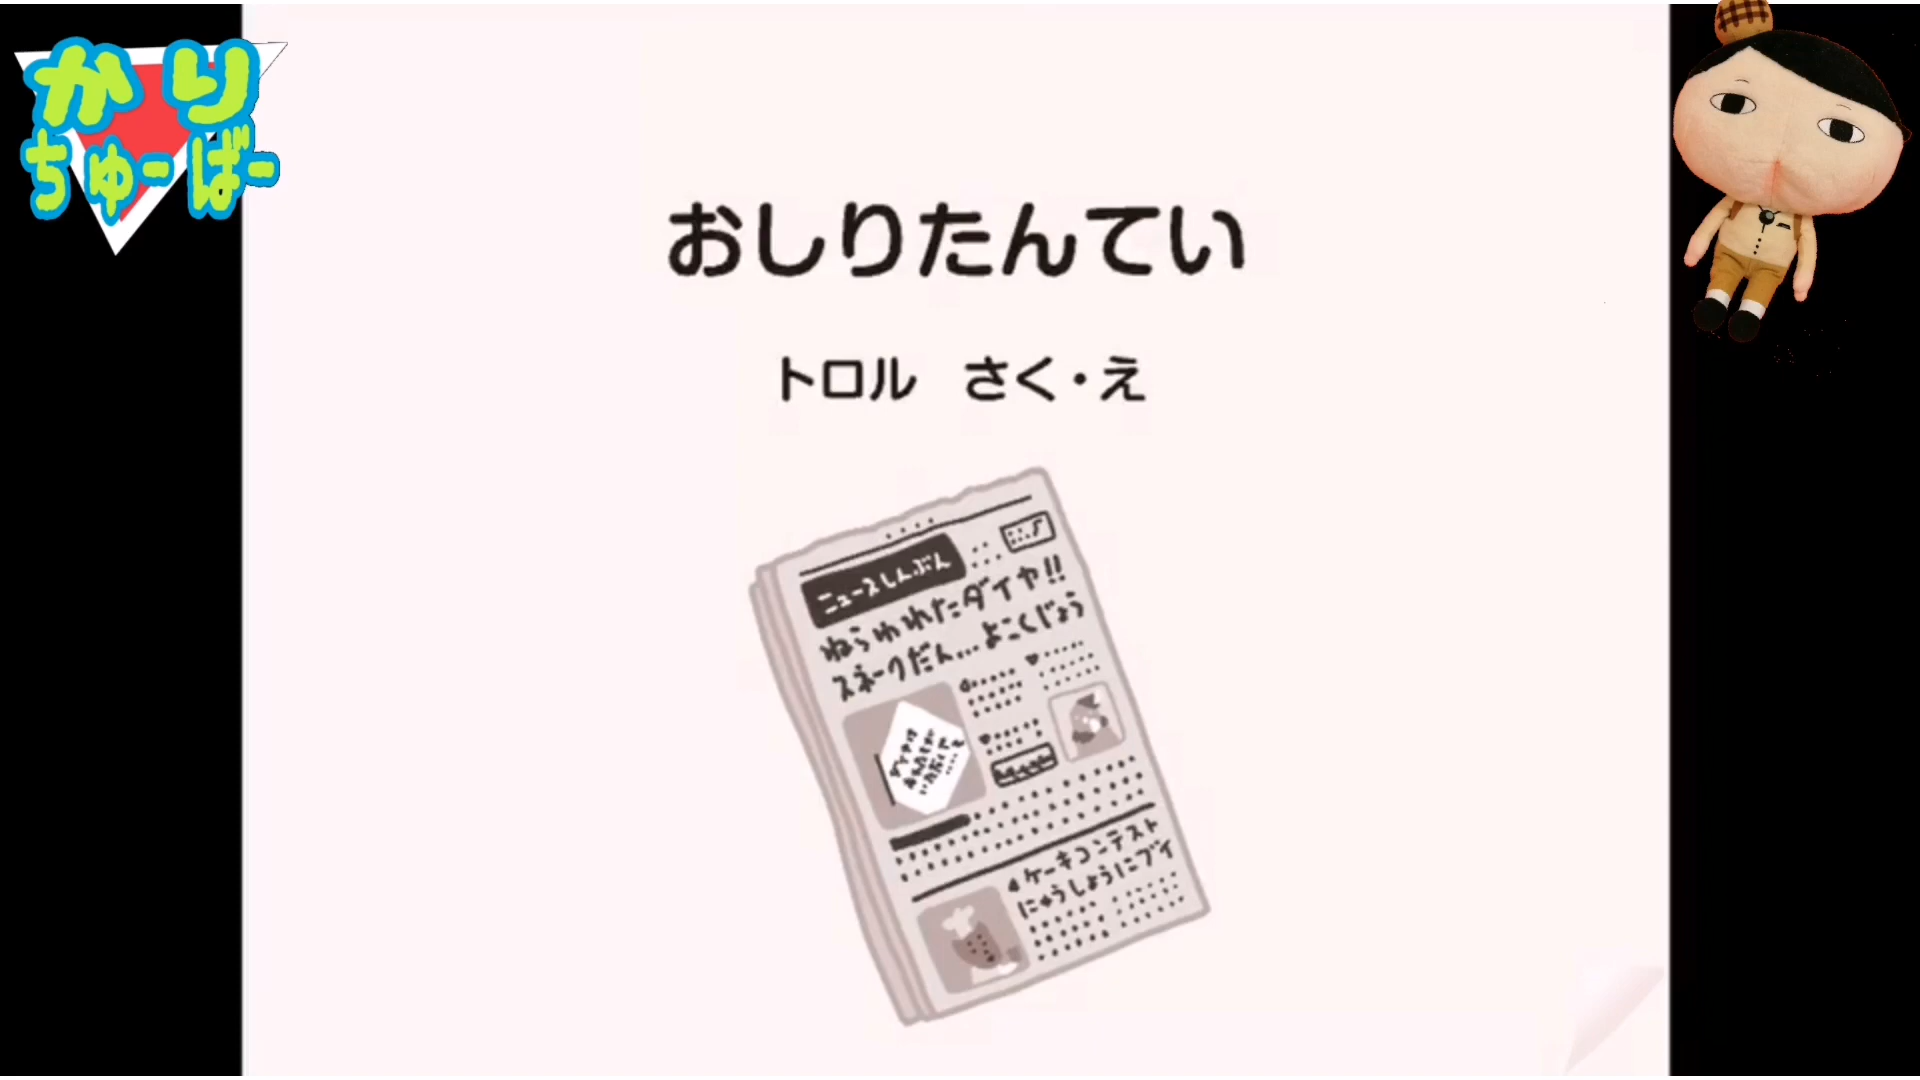 かり
ちゅーばー
おしりたんてい
トロル さく・え
ニュースしんぶん
ねらわれたダイヤ!!
スネークだん…よこくじょう
ケーキコンテスト
にゅうしょうにブイ